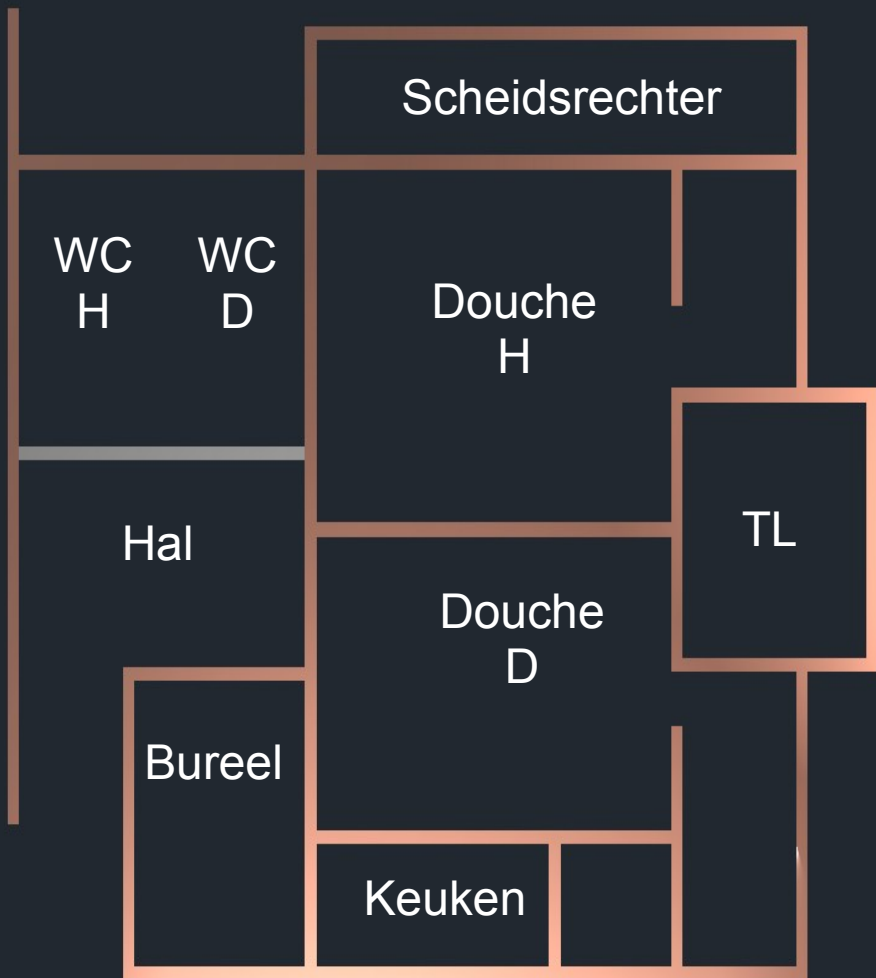 Scheidsrechter
WC
H
WC
D
Douche
H
Hal
TL
Douche
D
Bureel
Keuken